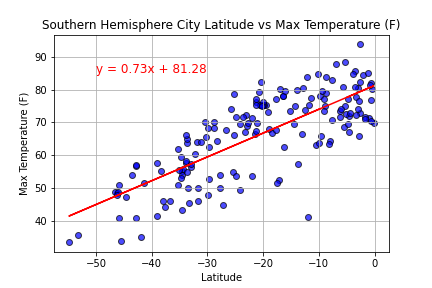 Southern Hemisphere City Latitude vs Max Temperature (F)
90
y = 0.73x + 81.28
80
70
60
50
40
Max Temperature (F)
−50 −40 −30 −20 −10 0
Latitude